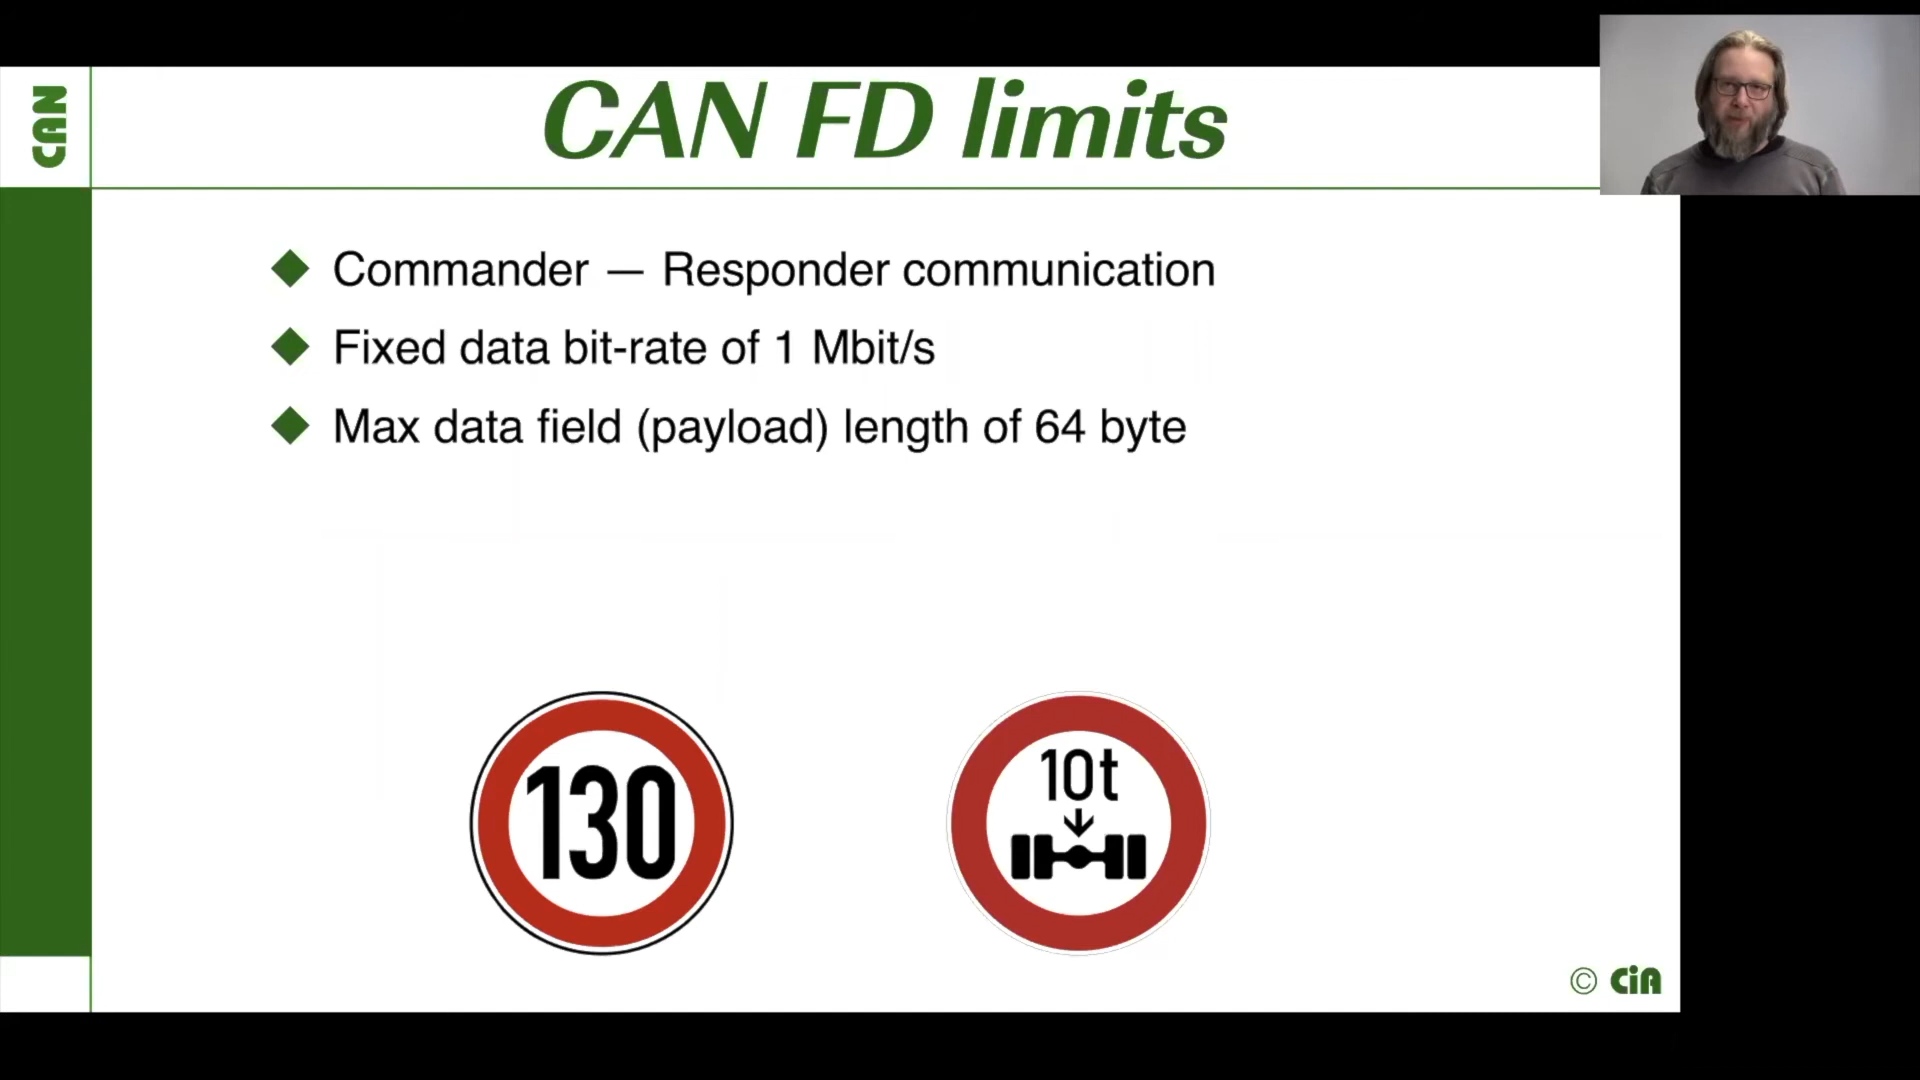 CAN
CAN FD limits
Commander — Responder communication
Fixed data bit-rate of 1 Mbit/s
Max data field (payload) length of 64 byte
130
10t
© CiA